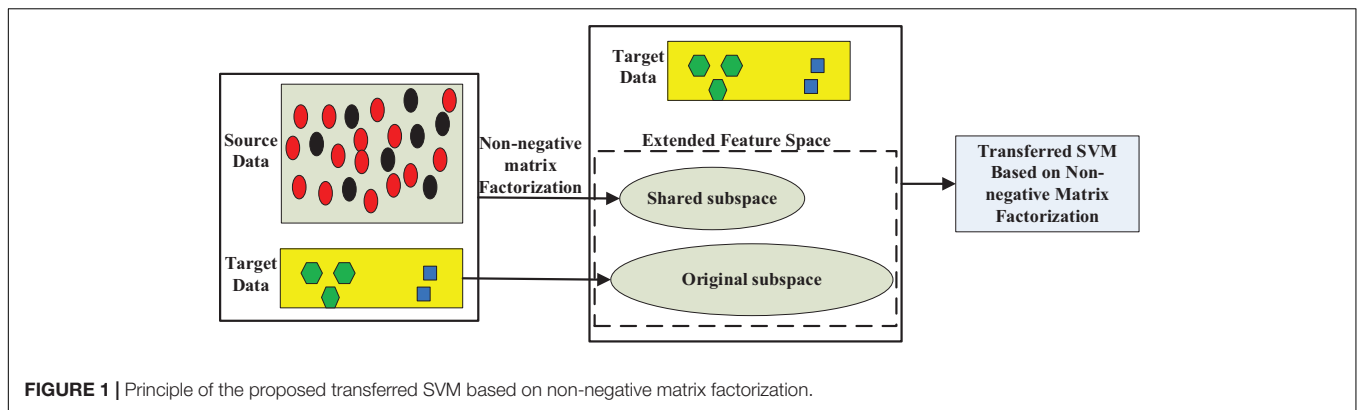 Source
Data
Target
Data
Non-negative
matrix
Factorization
Target
Data
Extended Feature Space
Shared subspace
Original subspace
Transferred SVM
Based on Non-
negative Matrix
Factorization
FIGURE 1 | Principle of the proposed transferred SVM based on non-negative matrix factorization.